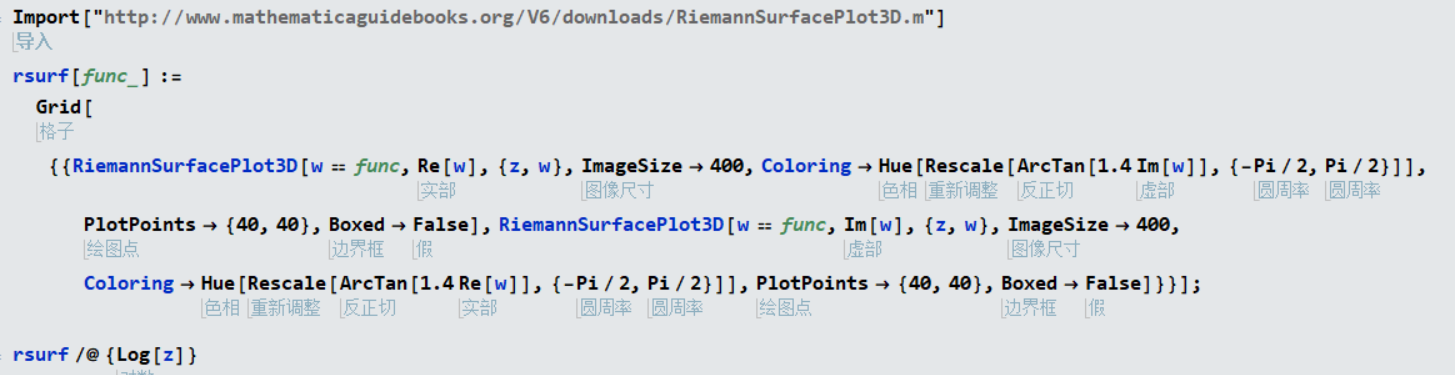 Import["http://www.mathematicaguidebooks.org/V6/downloads/RiemannSurfacePlot3D.m"]
导入
rsurf[func_] :=
Grid[
格子
{{RiemannSurfacePlot3D[w == func, Re[w], {z, w}, ImageSize → 400, Coloring → Hue[Rescale[ArcTan[1.4 Im[w]], {-Pi / 2, Pi / 2}]],
实部 图像尺寸 色相 重新调整 反正切 虚部 圆周率 圆周率
PlotPoints → {40, 40}, Boxed → False], RiemannSurfacePlot3D[w == func, Im[w], {z, w}, ImageSize → 400,
绘图点 边界框 假 虚部 图像尺寸
Coloring → Hue[Rescale[ArcTan[1.4 Re[w]], {-Pi / 2, Pi / 2}]], PlotPoints → {40, 40}, Boxed → False]}}];
色相 重新调整 反正切 实部 圆周率 圆周率 绘图点 边界框 假
rsurf /@ {Log[z]}